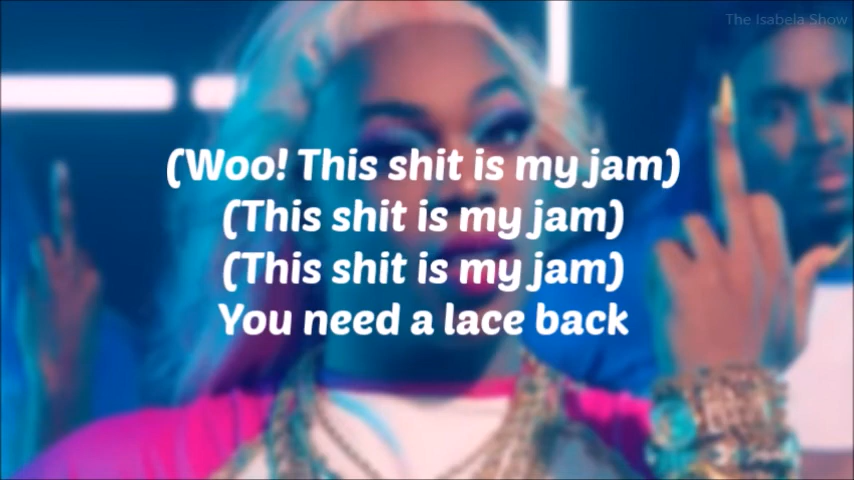 The Isabela Show
(Woo! This shit is my jam)
(This shit is my jam)
(This shit is my jam)
You need a lace back